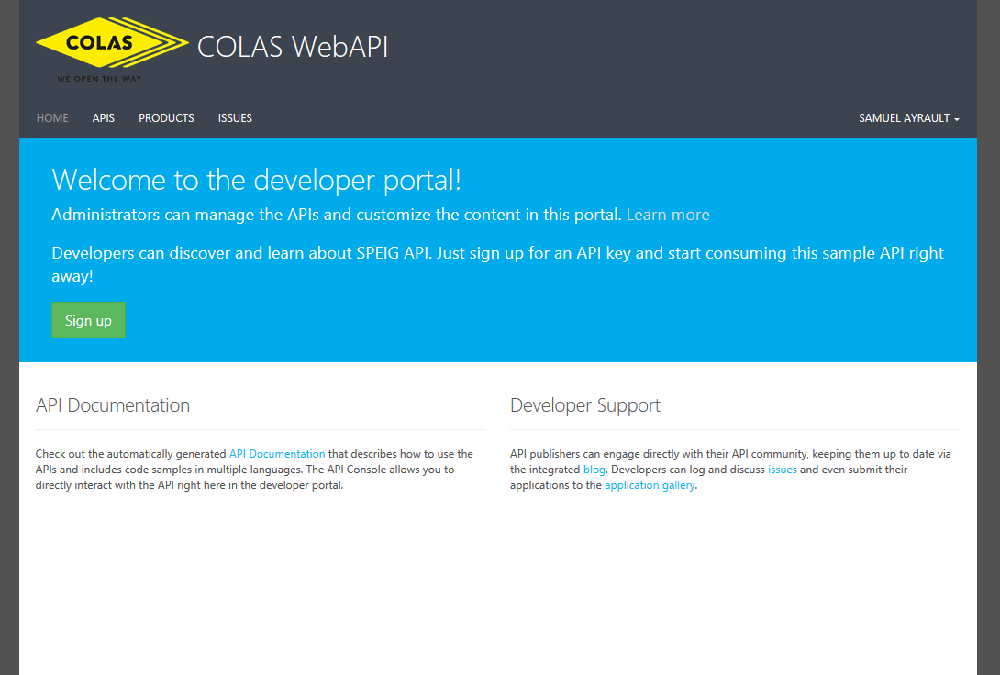 COLAS
WE OPEN THE WAY
COLAS WebAPI
HOME APIS PRODUCTS ISSUES SAMUEL AYRAULT
Welcome to the developer portal!
Administrators can manage the APIs and customize the content in this portal. Learn more
Developers can discover and learn about SPEIG API. Just sign up for an API key and start consuming this sample API right
away!
Sign up
API Documentation
Check out the automatically generated API Documentation that describes how to use the
APIs and includes code samples in multiple languages. The API Console allows you to
directly interact with the API right here in the developer portal.
Developer Support
API publishers can engage directly with their API community, keeping them up to date via
the integrated blog. Developers can log and discuss issues and even submit their
applications to the application gallery.